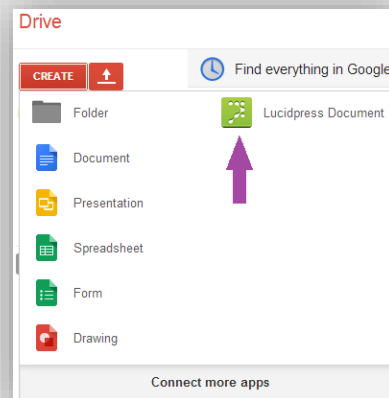 Drive
CREATE
Find everything in Google
Folder
Lucidpress Document
Document
Presentation
Spreadsheet
Form
Drawing
Connect more apps